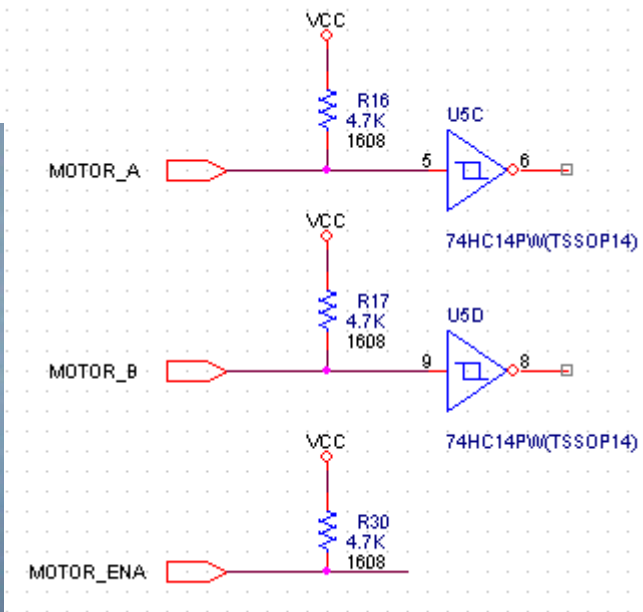 VCC
R16
4.7K
1608
U5C
MOTOR_A
5
6
74HC14PW(TSSOP14)
VCC
R17
4.7K
1608
U5D
MOTOR_B
9
8
74HC14PW(TSSOP14)
VCC
R30
4.7K
1608
MOTOR_ENA